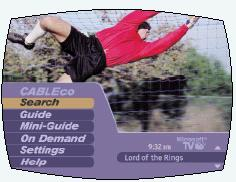 CABLEco
Search
Guide
Mini-Guide
On Demand
Settings
Help
9:32 PM
Microsoft
TV
Lord of the Rings